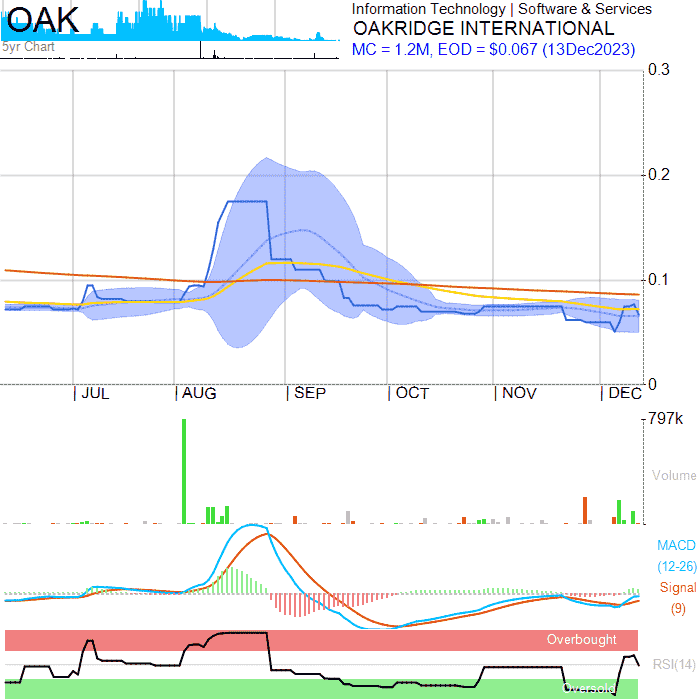 OAK
5yr Chart
Information Technology | Software & Services
OAKRIDGE INTERNATIONAL
MC = 1.2M, EOD = $0.067 (13Dec2023)
0.3
0.2
0.1
0
| JUL | AUG | SEP | OCT | NOV | DEC
797k
Volume
MACD
(12-26)
Signal
(9)
Overbought
RSI(14)
Oversold